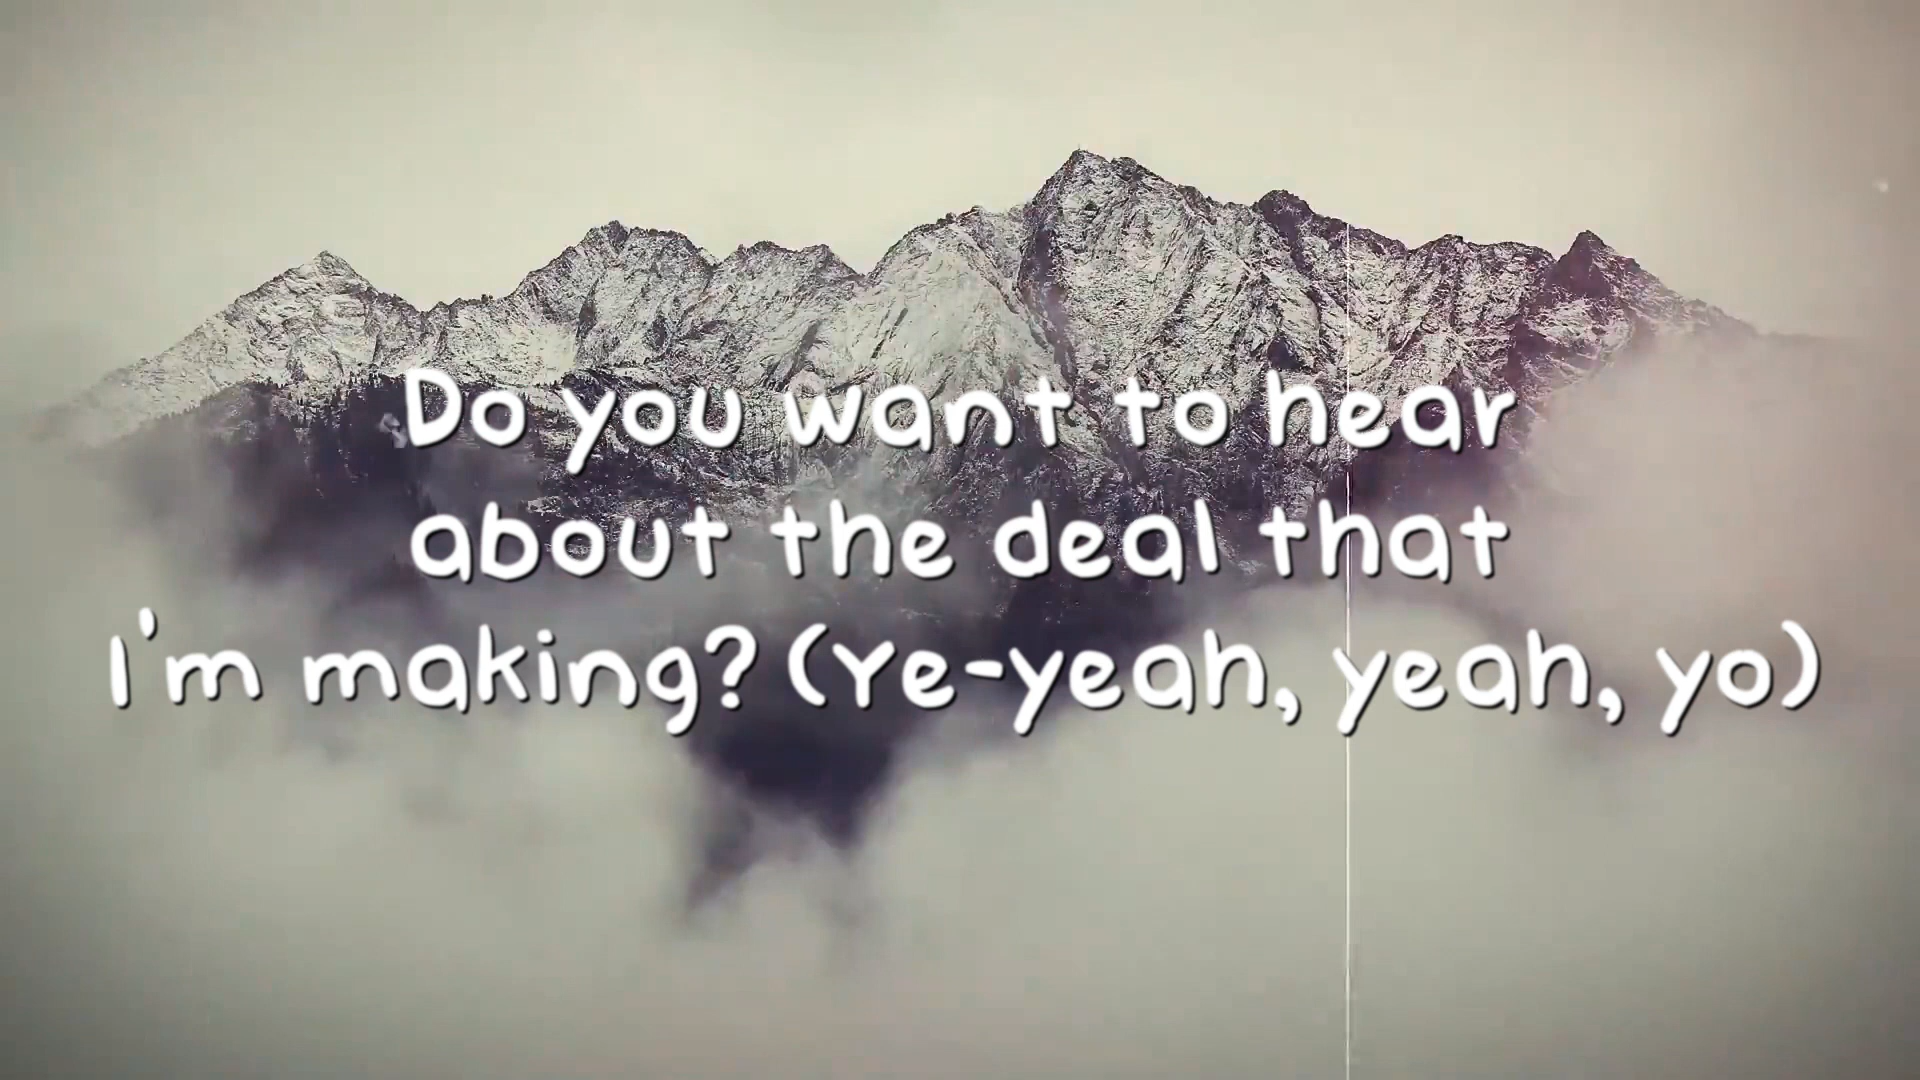 Do you want to hear
about the deal that
I'm making? (Ye-yeah, yeah, yo)